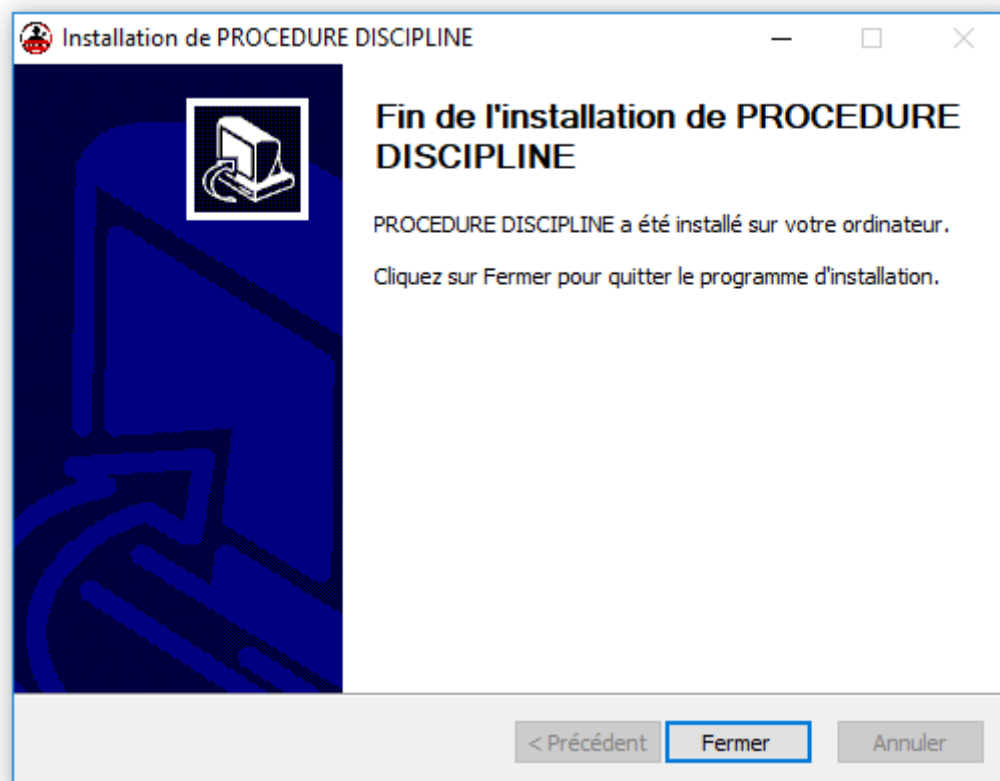 Installation de PROCEDURE DISCIPLINE
Fin de l'installation de PROCEDURE
DISCIPLINE
PROCEDURE DISCIPLINE a été installé sur votre ordinateur.
Cliquez sur Fermer pour quitter le programme d'installation.
< Précédent
Fermer
Annuler